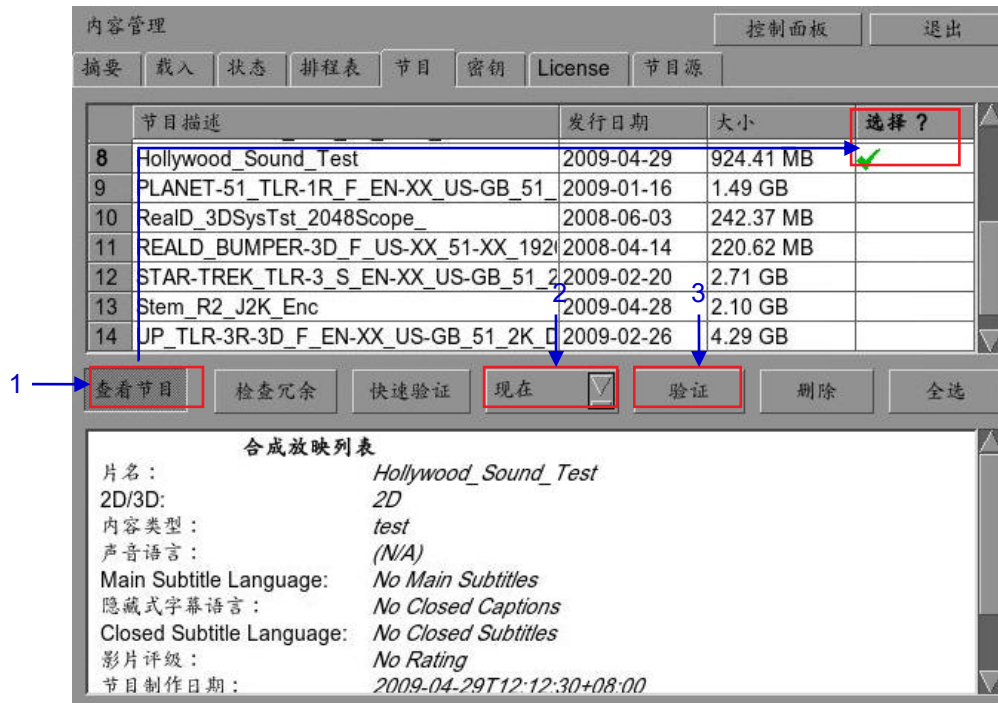 内容管理 控制面板 退出
摘要 载入 状态 排程表 节目 密钥 License 节目源
节目描述 发行日期 大小 选择 ?
8 Hollywood_Sound_Test 2009-04-29 924.41 MB
9 PLANET-51_TLR-1R_F_EN-XX_US-GB_51_ 2009-01-16 1.49 GB
10 RealD_3DSysTst_2048Scope_ 2008-06-03 242.37 MB
11 REALD_BUMPER-3D_F_US-XX_51-XX_192 2008-04-14 220.62 MB
12 STAR-TREK_TLR-3_S_EN-XX_US-GB_51_2 2009-02-20 2.71 GB
13 Stem_R2_J2K_Enc 2009-04-28 2.10 GB
14 UP_TLR-3R-3D_F_EN-XX_US-GB_51_2K_D 2009-02-26 4.29 GB
2 3
1 查看节目 检查冗余 快速验证 现在 验证 删除 全选
合成放映列表
片名: Hollywood_Sound_Test
2D/3D: 2D
内容类型: test
声音语言: (N/A)
Main Subtitle Language: No Main Subtitles
隐藏式字幕语言: No Closed Captions
Closed Subtitle Language: No Closed Subtitles
影片评级: No Rating
节目制作日期: 2009-04-29T12:12:30+08:00